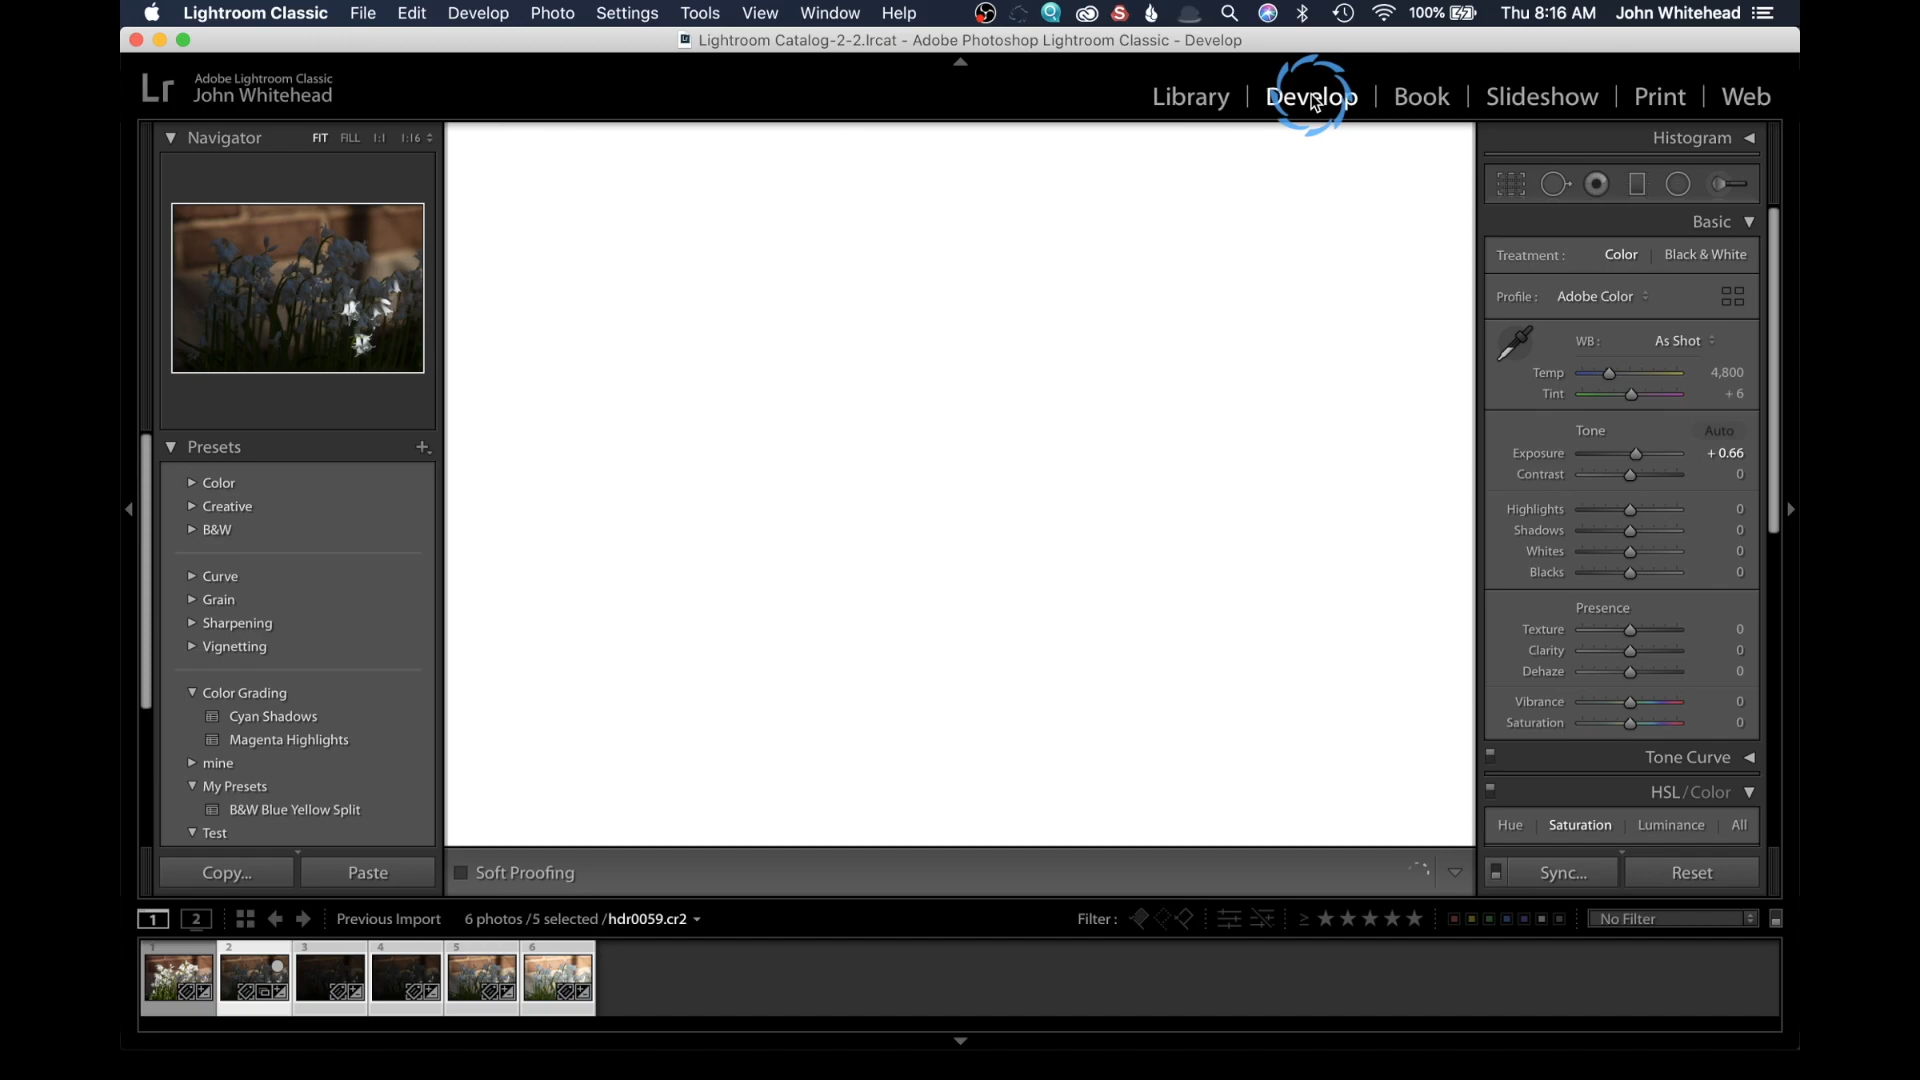 Lightroom Classic File Edit Develop Photo Settings Tools View Window Help 100% Thu 8:16 AM John Whitehead
Lightroom Catalog-2-2.lrcat - Adobe Photoshop Lightroom Classic - Develop
Lr Adobe Lightroom Classic
John Whitehead
Library | Develop | Book | Slideshow | Print | Web
Navigator FIT FILL 1:1 1:16
Histogram
Basic
Treatment : Color Black & White
Profile : Adobe Color
WB : As Shot
Temp 4,800
Tint + 6
Tone Auto
Exposure + 0.66
Contrast 0
Highlights 0
Shadows 0
Whites 0
Blacks 0
Presence
Texture 0
Clarity 0
Dehaze 0
Vibrance 0
Saturation 0
Tone Curve
HSL / Color
Hue Saturation Luminance All
Sync... Reset
Presets
Color
Creative
B&W
Curve
Grain
Sharpening
Vignetting
Color Grading
Cyan Shadows
Magenta Highlights
mine
My Presets
B&W Blue Yellow Split
Test
Copy... Paste
Soft Proofing
1 2 Previous Import 6 photos / 5 selected / hdr0059.cr2 Filter : ≥ ★★★★★ No Filter
1 2 3 4 5 6